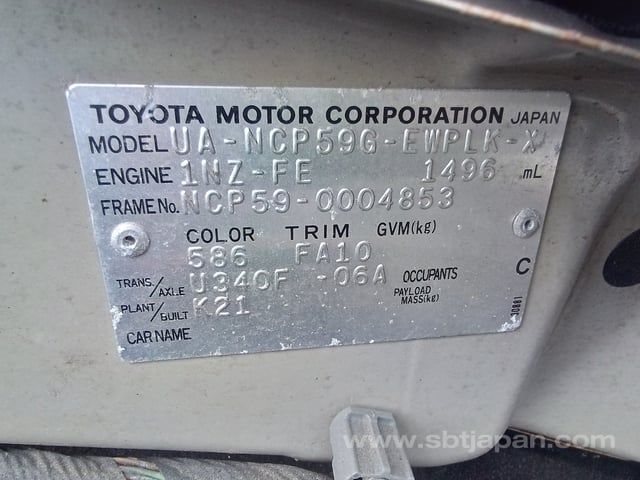 TOYOTA MOTOR CORPORATION JAPAN
MODEL UA-NCP59G-EWPLK-X
ENGINE 1NZ-FE 1496 mL
FRAME No. NCP59-0004853
COLOR TRIM GVM(kg)
586 FA10
C
TRANS./AXLE U340F -06A OCCUPANTS
PAYLOAD MASS(kg)
PLANT/BUILT K21
CAR NAME
30861
www.sbtjapan.com